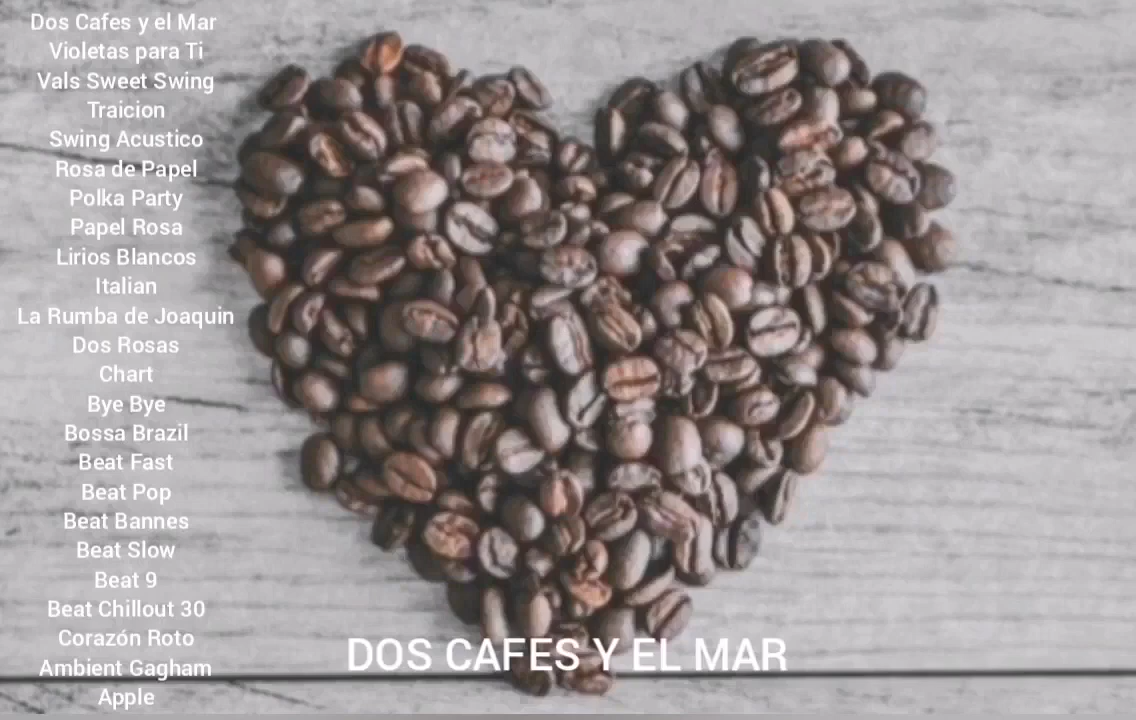 Dos Cafes y el Mar
Violetas para Ti
Vals Sweet Swing
Traicion
Swing Acustico
Rosa de Papel
Polka Party
Papel Rosa
Lirios Blancos
Italian
La Rumba de Joaquin
Dos Rosas
Chart
Bye Bye
Bossa Brazil
Beat Fast
Beat Pop
Beat Bannes
Beat Slow
Beat 9
Beat Chillout 30
Corazón Roto
Ambient Gagham
Apple
DOS CAFES Y EL MAR